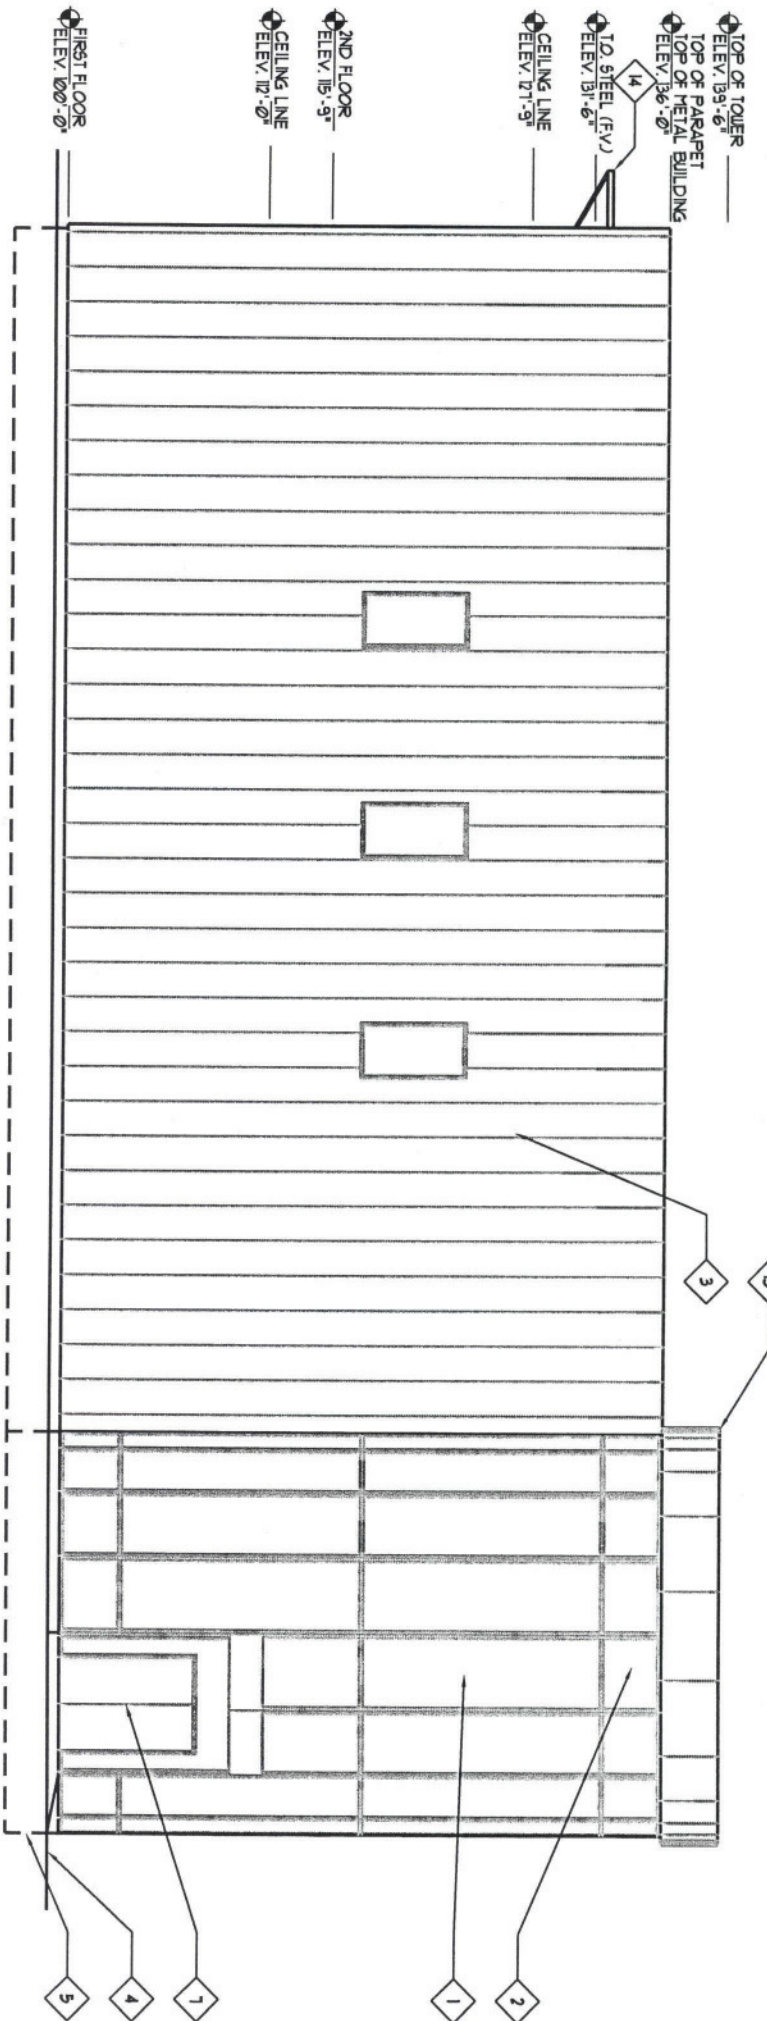 TOP OF TOWER
ELEV. 139'-6"
TOP OF PARAPET
TOP OF METAL BUILDING
ELEV. 136'-0"
T.O. STEEL (F.V.)
ELEV. 131'-6"
CEILING LINE
ELEV. 127'-9"
2ND FLOOR
ELEV. 115'-9"
CEILING LINE
ELEV. 112'-0"
FIRST FLOOR
ELEV. 100'-0"
14
3
2
1
7
4
5